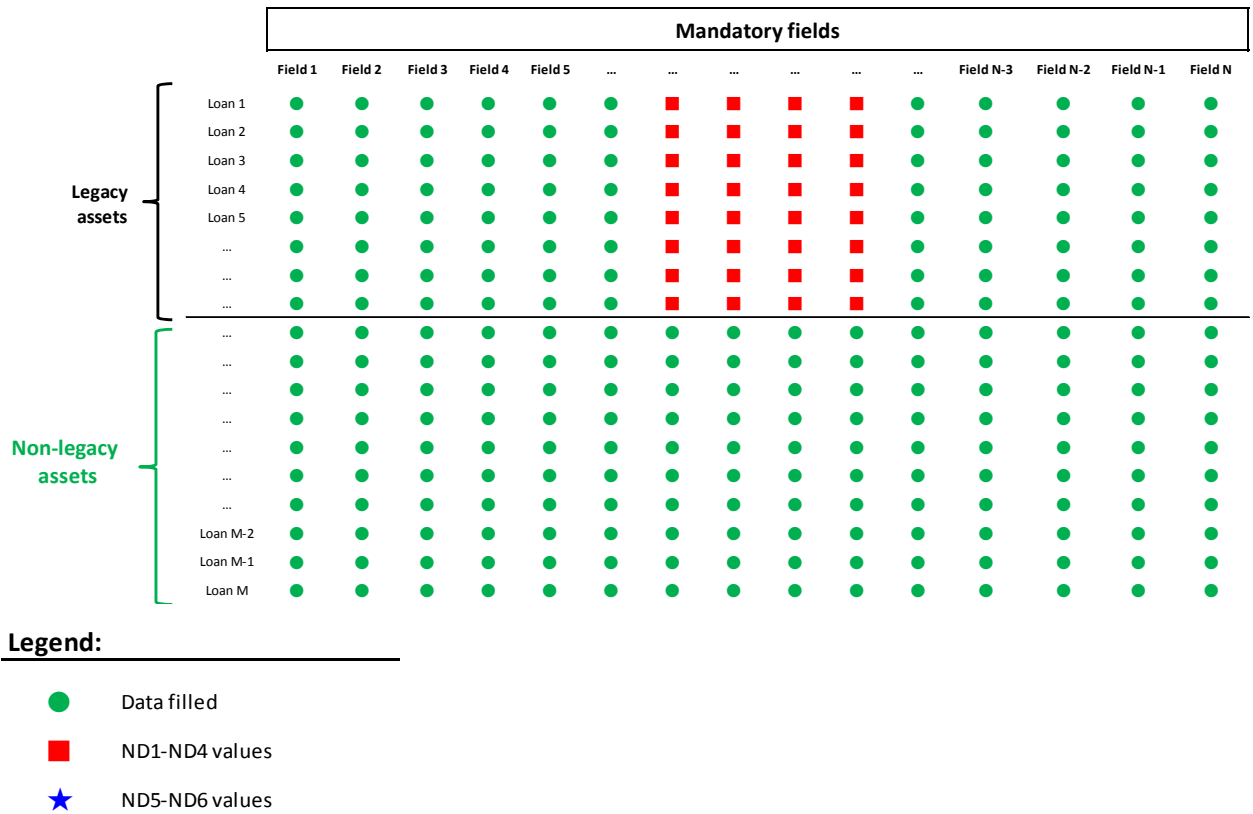 Mandatory fields
Field 1 Field 2 Field 3 Field 4 Field 5 … … … … … … Field N-3 Field N-2 Field N-1 Field N
Loan 1
Loan 2
Loan 3
Loan 4
Legacy
assets
Loan 5
…
…
…
…
…
…
…
Non-legacy
assets
…
…
…
Loan M-2
Loan M-1
Loan M
Legend:
Data filled
ND1-ND4 values
ND5-ND6 values